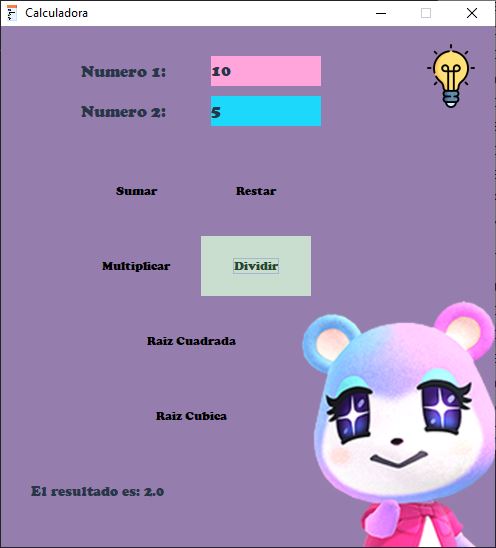 Calculadora
Numero 1: 10
Numero 2: 5
Sumar Restar
Multiplicar Dividir
Raiz Cuadrada
Raiz Cubica
El resultado es: 2.0